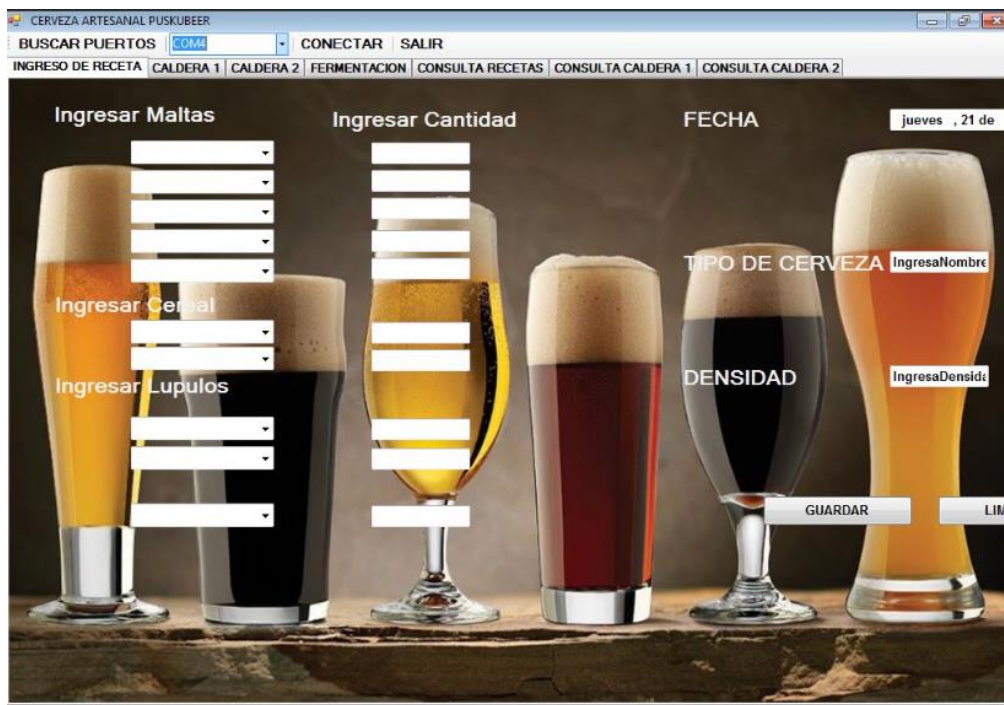 CERVEZA ARTESANAL PUSKUBEER
BUSCAR PUERTOS COM4 CONECTAR SALIR
INGRESO DE RECETA CALDERA 1 CALDERA 2 FERMENTACION CONSULTA RECETAS CONSULTA CALDERA 1 CONSULTA CALDERA 2
Ingresar Maltas Ingresar Cantidad FECHA jueves , 21 de
TIPO DE CERVEZA IngresaNombre
Ingresar Cereal
Ingresar Lupulos DENSIDAD IngresaDensida
GUARDAR LIM